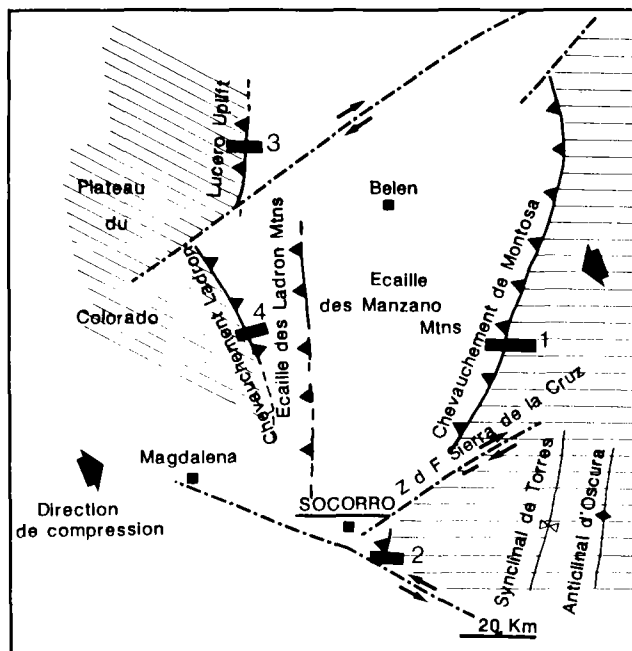 Lucero Uplift
3
Plateau
du
Colorado
Belen
Chevauchement Ladron
4
Ecaille des Ladron Mtns
Ecaille
des Manzano
Mtns
Chevauchement de Montosa
1
Z d F Sierra de la Cruz
Magdalena
Direction
de compression
SOCORRO
2
Synclinal de Torres
Anticlinal d'Oscura
20 Km